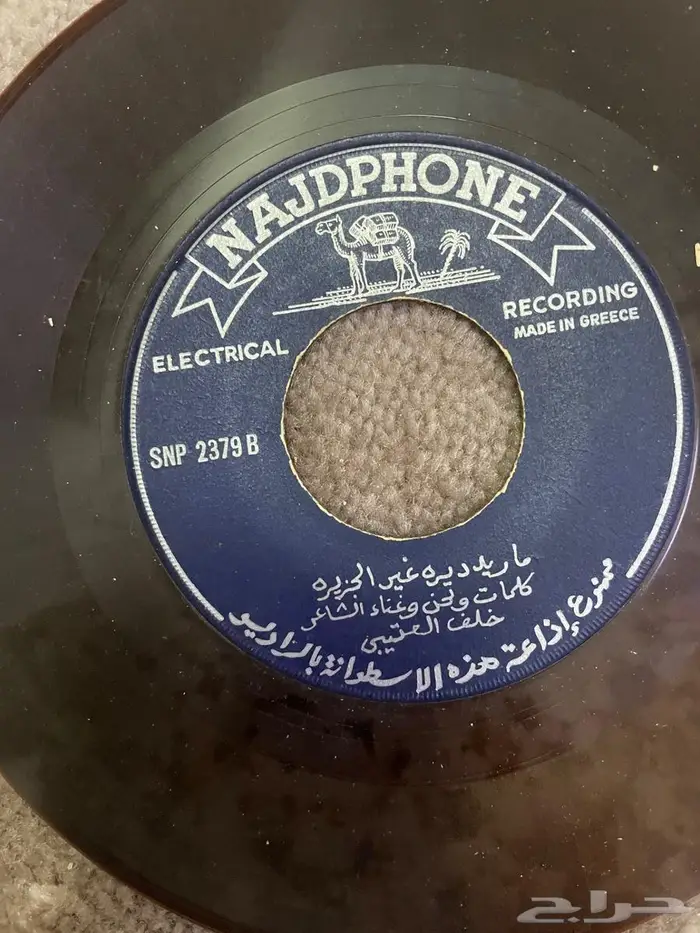 NAJDPHONE
ELECTRICAL
RECORDING
MADE IN GREECE
SNP 2379 B
ما ريد ديره غير الجزيره
كلمات ولحن وغناء الشاعر
خلف العتيبي
ممنوع إذاعة هذه الاسطوانة بالراديو
حراج